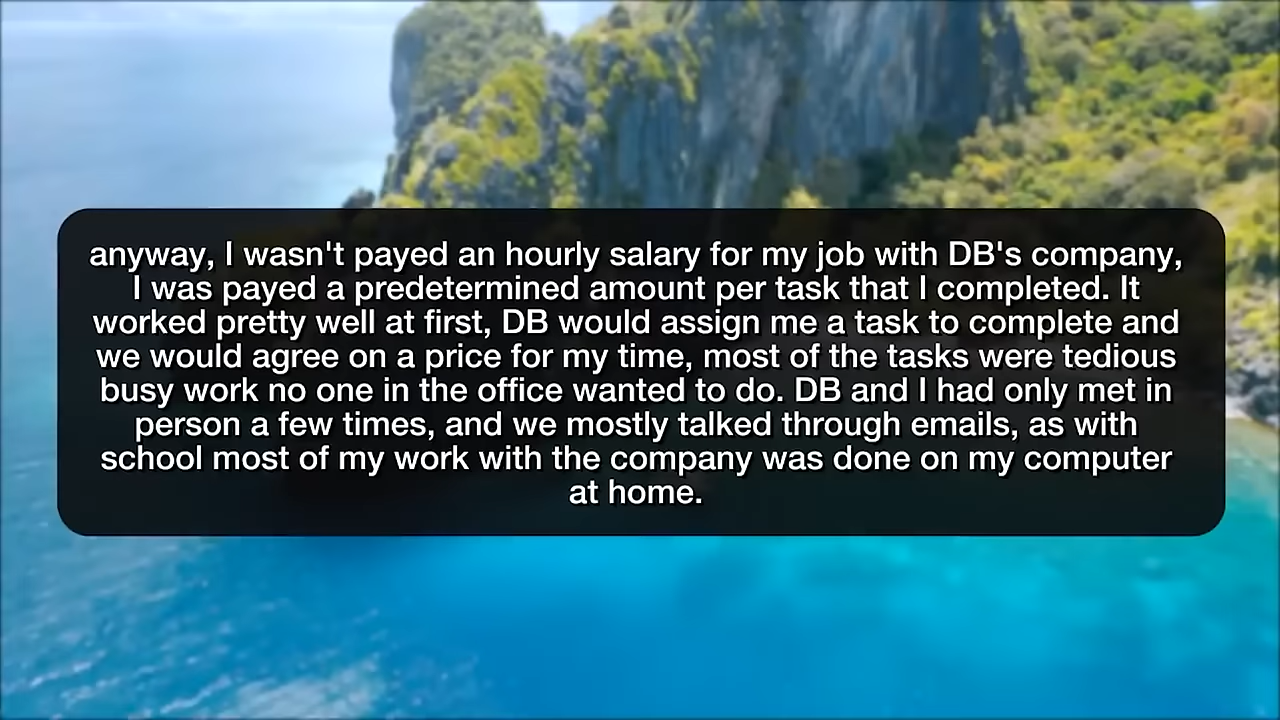 anyway, I wasn't payed an hourly salary for my job with DB's company,
I was payed a predetermined amount per task that I completed. It
worked pretty well at first, DB would assign me a task to complete and
we would agree on a price for my time, most of the tasks were tedious
busy work no one in the office wanted to do. DB and I had only met in
person a few times, and we mostly talked through emails, as with
school most of my work with the company was done on my computer
at home.